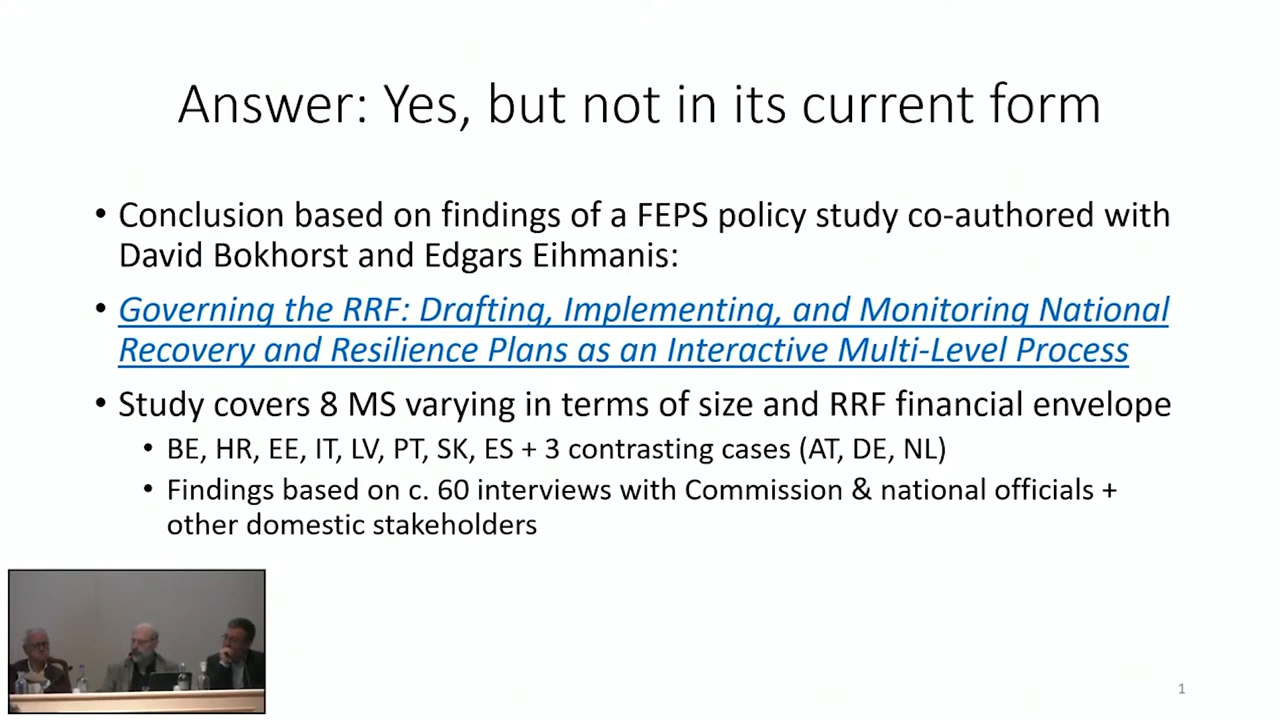 Answer: Yes, but not in its current form
• Conclusion based on findings of a FEPS policy study co-authored with
David Bokhorst and Edgars Eihmanis:
• Governing the RRF: Drafting, Implementing, and Monitoring National
Recovery and Resilience Plans as an Interactive Multi-Level Process
• Study covers 8 MS varying in terms of size and RRF financial envelope
• BE, HR, EE, IT, LV, PT, SK, ES + 3 contrasting cases (AT, DE, NL)
• Findings based on c. 60 interviews with Commission & national officials +
other domestic stakeholders
1